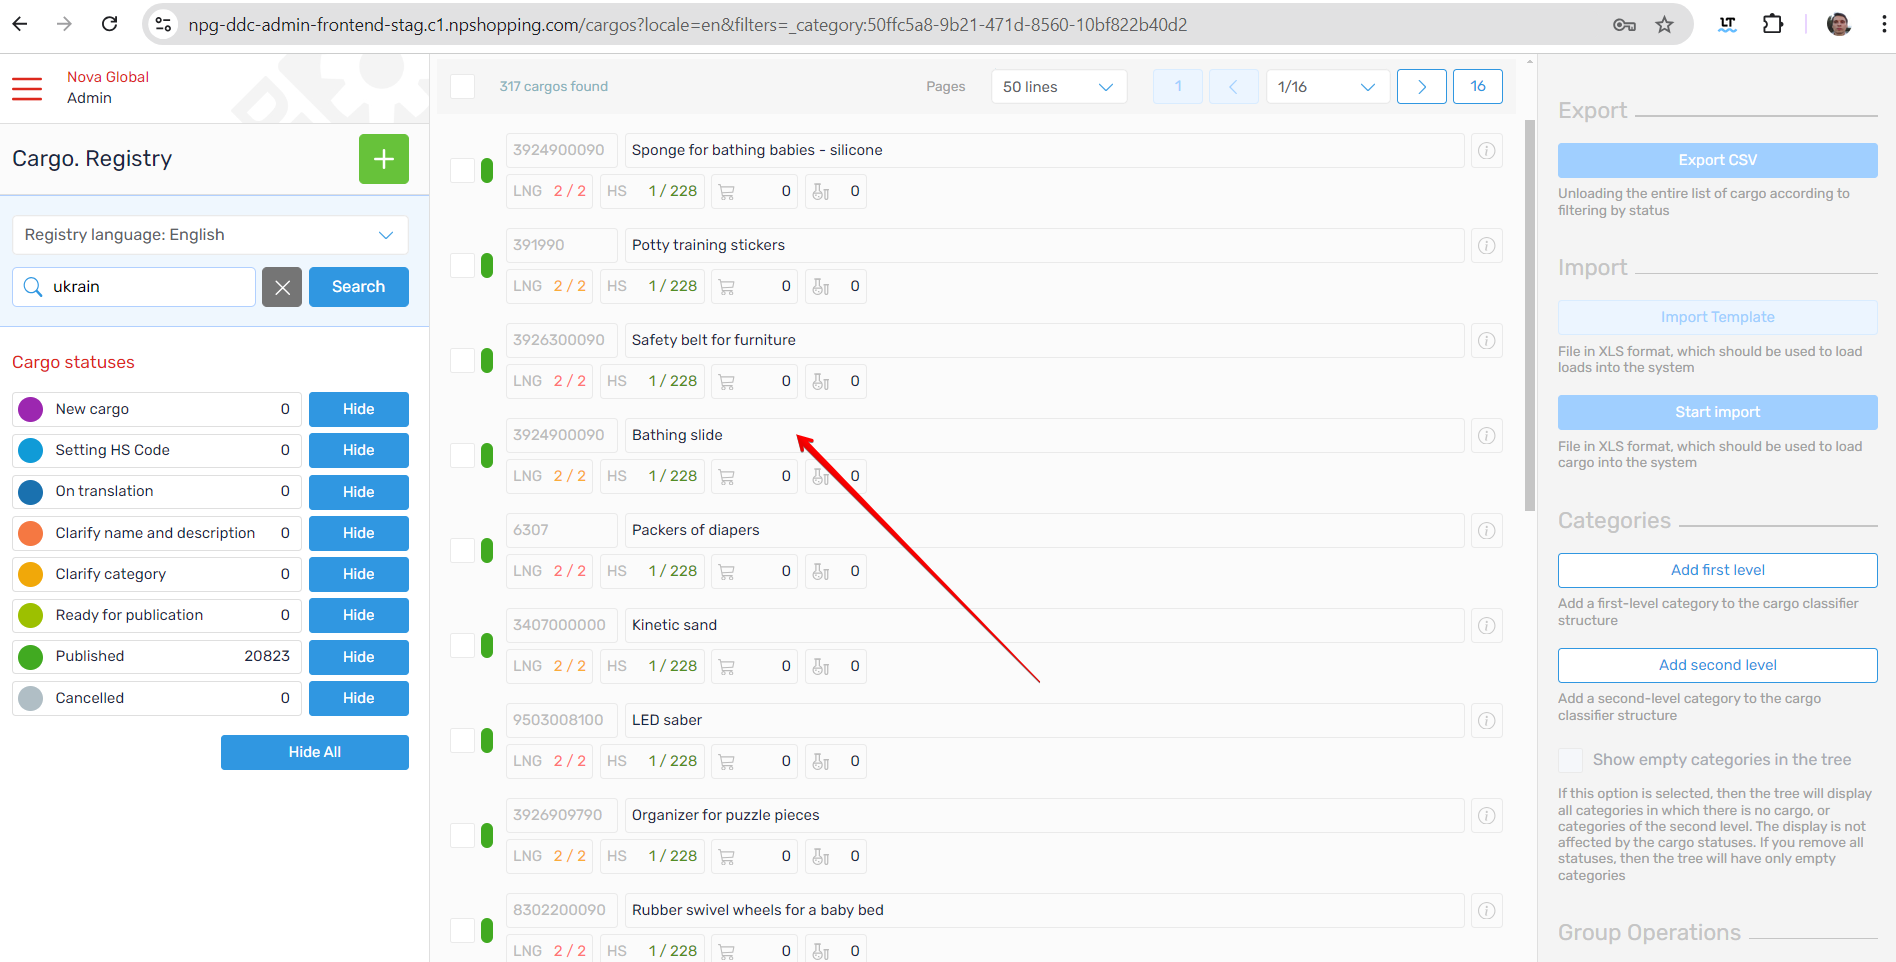 npg-ddc-admin-frontend-stag.c1.npshopping.com/cargos?locale=en&filters=_category:50ffc5a8-9b21-471d-8560-10bf822b40d2
LT
Nova Global
Admin
Cargo. Registry
+
Registry language: English
ukrain
Search
Cargo statuses
New cargo 0 Hide
Setting HS Code 0 Hide
On translation 0 Hide
Clarify name and description 0 Hide
Clarify category 0 Hide
Ready for publication 0 Hide
Published 20823 Hide
Cancelled 0 Hide
Hide All
317 cargos found Pages 50 lines 1 1/16 16
3924900090 Sponge for bathing babies - silicone
LNG 2 / 2 HS 1 / 228 0 0
391990 Potty training stickers
LNG 2 / 2 HS 1 / 228 0 0
3926300090 Safety belt for furniture
LNG 2 / 2 HS 1 / 228 0 0
3924900090 Bathing slide
LNG 2 / 2 HS 1 / 228 0 0
6307 Packers of diapers
LNG 2 / 2 HS 1 / 228 0 0
3407000000 Kinetic sand
LNG 2 / 2 HS 1 / 228 0 0
9503008100 LED saber
LNG 2 / 2 HS 1 / 228 0 0
3926909790 Organizer for puzzle pieces
LNG 2 / 2 HS 1 / 228 0 0
8302200090 Rubber swivel wheels for a baby bed
LNG 2 / 2 HS 1 / 228 0 0
Export
Export CSV
Unloading the entire list of cargo according to
filtering by status
Import
Import Template
File in XLS format, which should be used to load
loads into the system
Start import
File in XLS format, which should be used to load
cargo into the system
Categories
Add first level
Add a first-level category to the cargo classifier
structure
Add second level
Add a second-level category to the cargo
classifier structure
Show empty categories in the tree
If this option is selected, then the tree will display
all categories in which there is no cargo, or
categories of the second level. The display is not
affected by the cargo statuses. If you remove all
statuses, then the tree will have only empty
categories
Group Operations